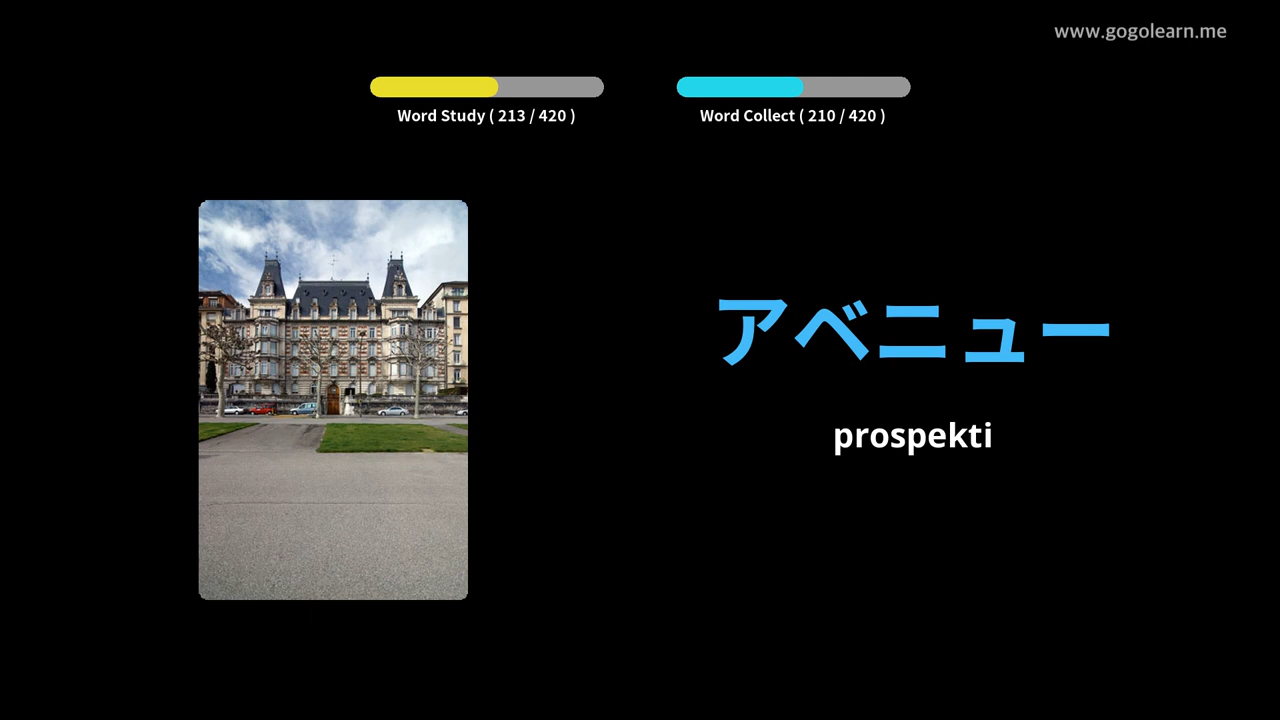 www.gogolearn.me
Word Study ( 213 / 420 )
Word Collect ( 210 / 420 )
アベニュー
prospekti